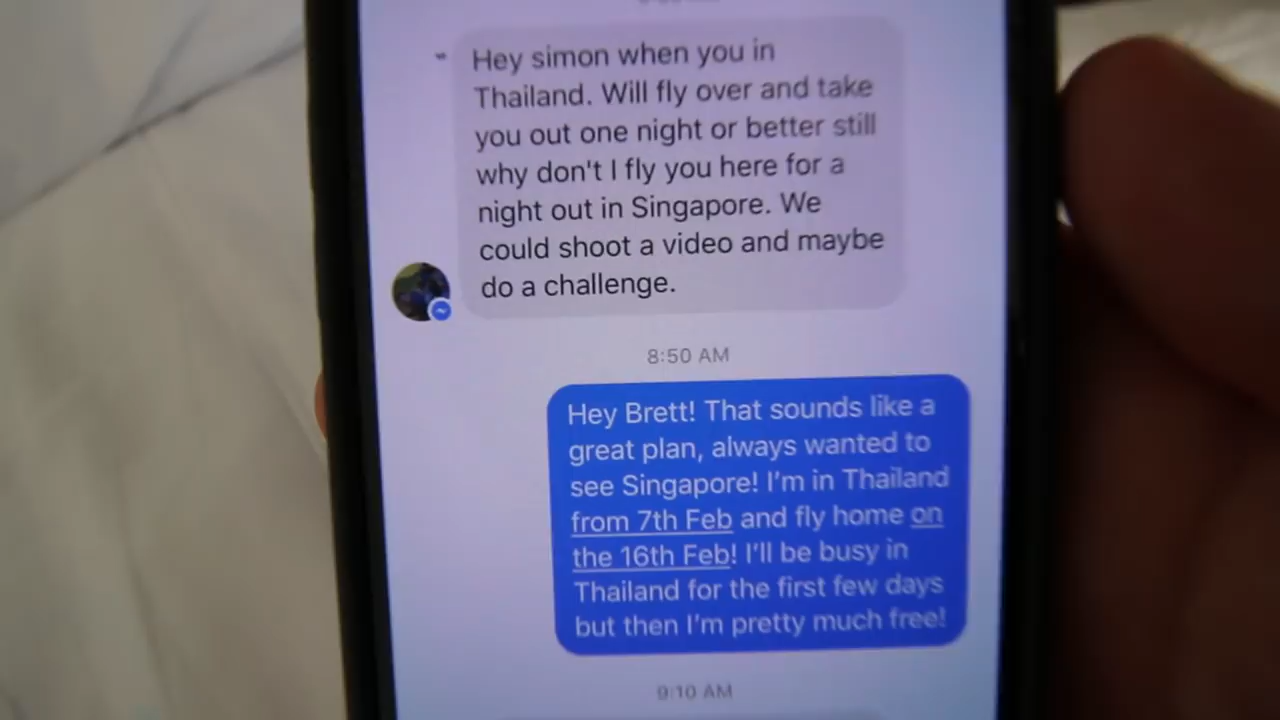 Hey simon when you in
Thailand. Will fly over and take
you out one night or better still
why don't I fly you here for a
night out in Singapore. We
could shoot a video and maybe
do a challenge.
8:50 AM
Hey Brett! That sounds like a
great plan, always wanted to
see Singapore! I'm in Thailand
from 7th Feb and fly home on
the 16th Feb! I'll be busy in
Thailand for the first few days
but then I'm pretty much free!
9:10 AM